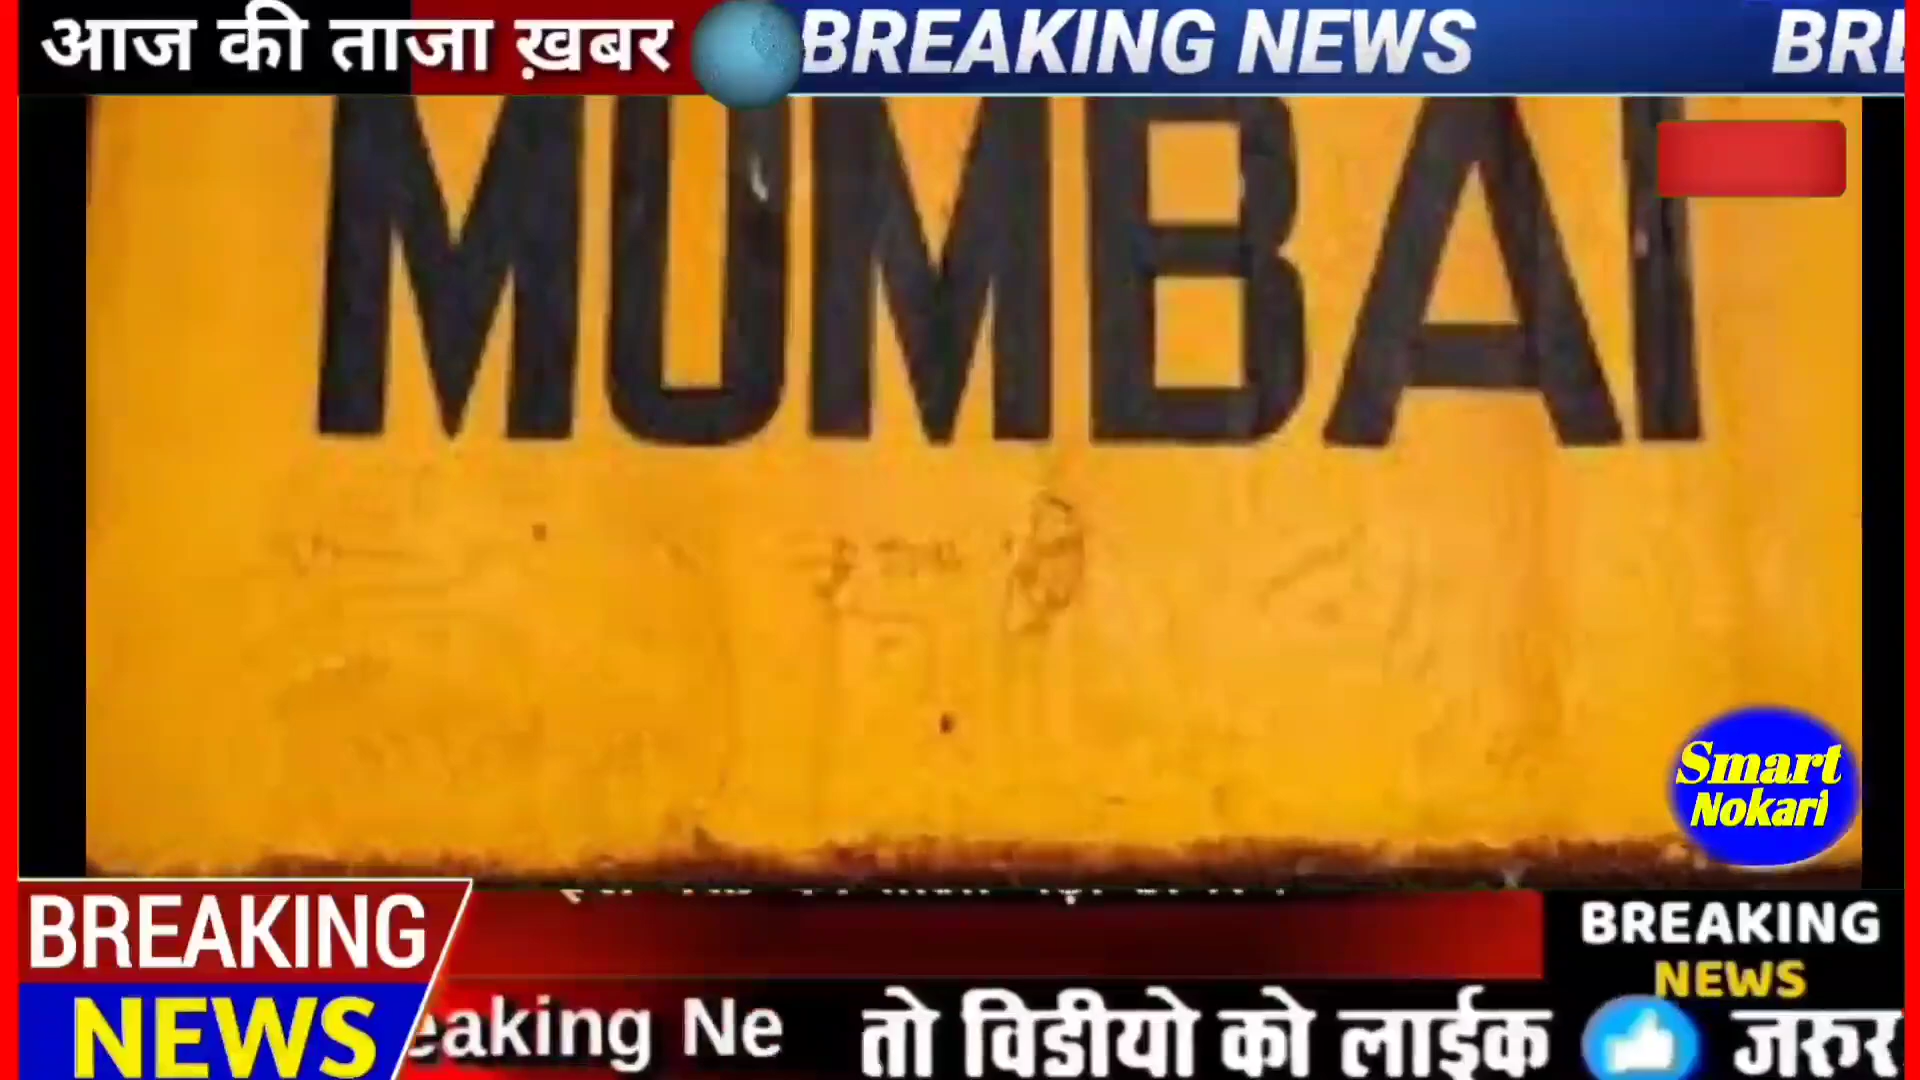 आज की ताजा ख़बर
BREAKING NEWS
BRE
MUMBAI
Smart
Nokari
BREAKING
NEWS
BREAKING
NEWS
eaking Ne
तो विडीयो को लाईक
जरुर